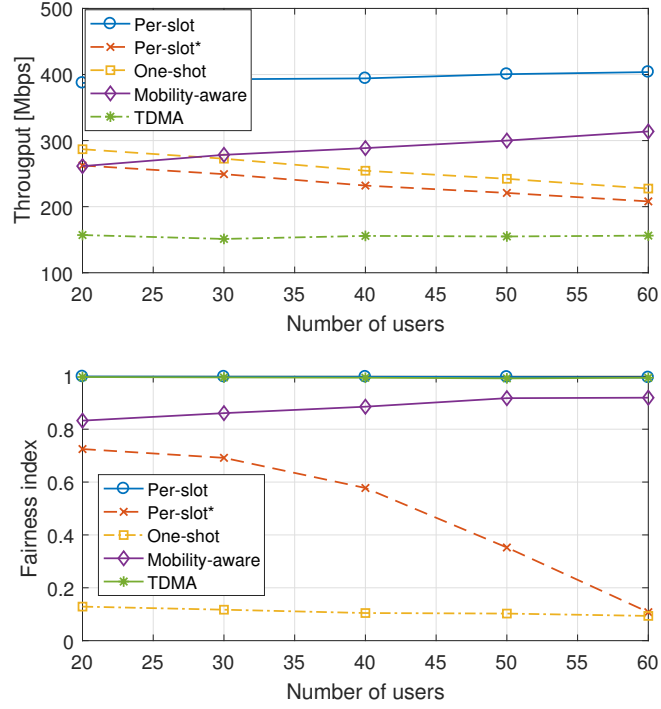 500
400
300
200
100
Througput [Mbps]
Per-slot
Per-slot*
One-shot
Mobility-aware
TDMA
20 25 30 35 40 45 50 55 60
Number of users
1
0.8
0.6
0.4
0.2
0
Fairness index
Per-slot
Per-slot*
One-shot
Mobility-aware
TDMA
20 25 30 35 40 45 50 55 60
Number of users